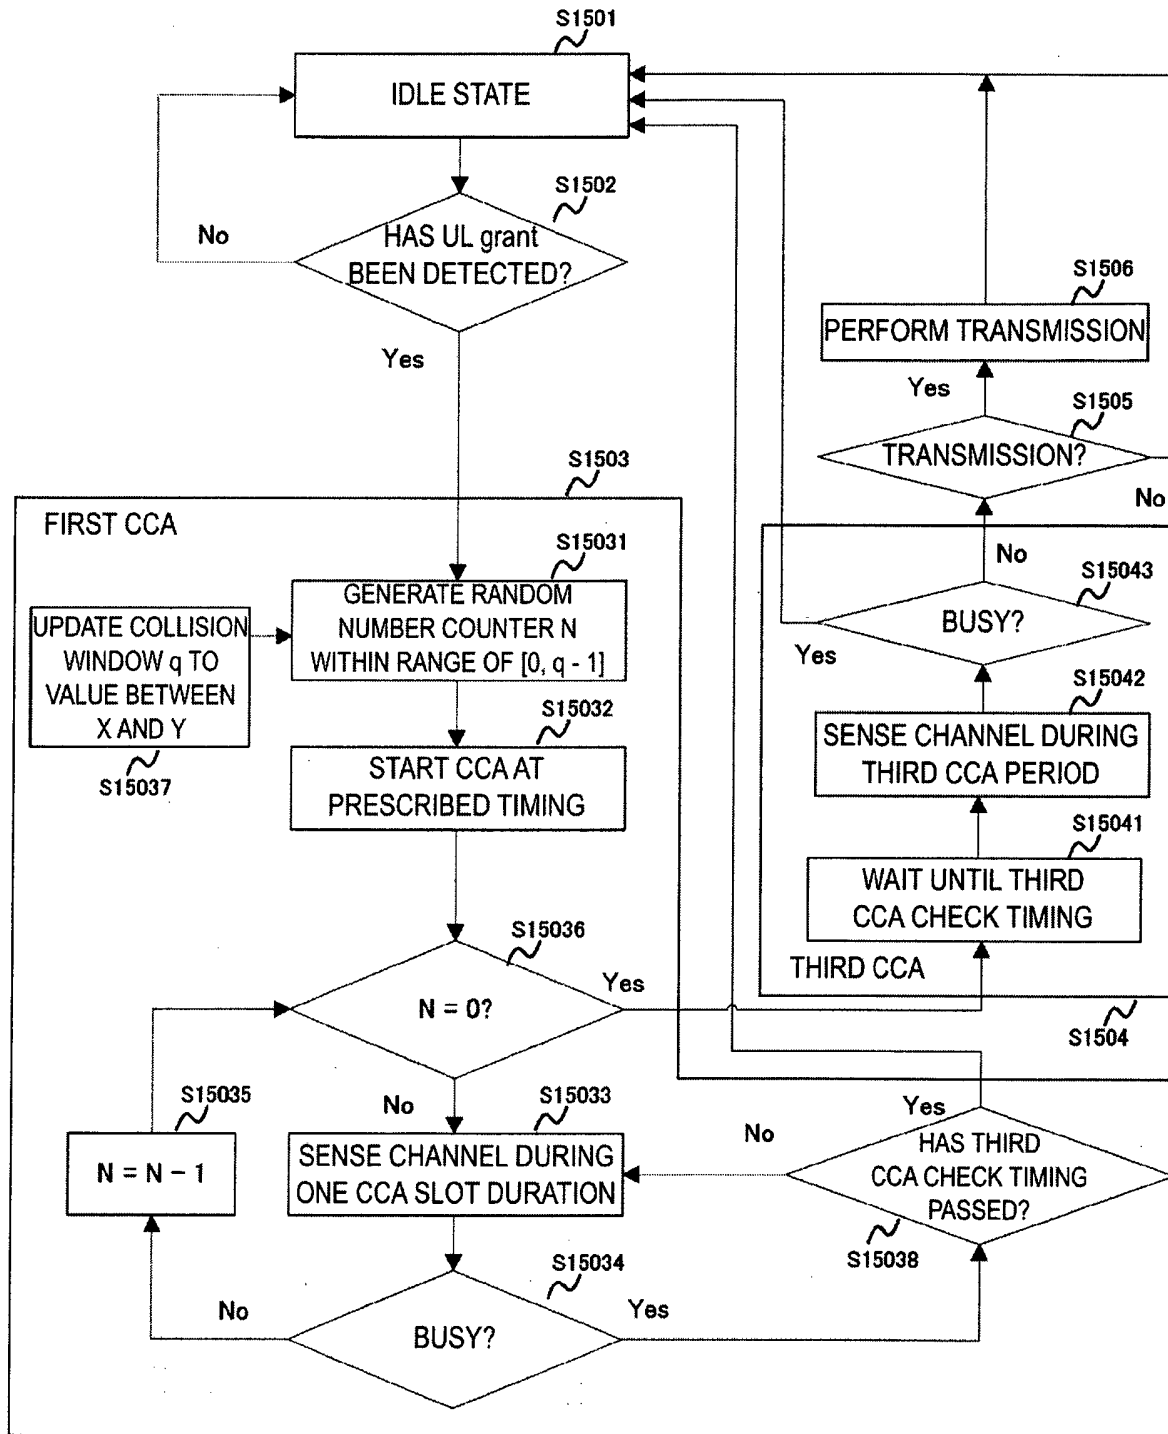 S1501
IDLE STATE
S1502
HAS UL grant
BEEN DETECTED?
No
Yes
S1506
PERFORM TRANSMISSION
Yes
S1505
TRANSMISSION?
No
S1503
FIRST CCA
S15031
GENERATE RANDOM
NUMBER COUNTER N
WITHIN RANGE OF [0, q - 1]
UPDATE COLLISION
WINDOW q TO
VALUE BETWEEN
X AND Y
S15037
S15032
START CCA AT
PRESCRIBED TIMING
No
S15043
BUSY?
Yes
S15042
SENSE CHANNEL DURING
THIRD CCA PERIOD
S15041
WAIT UNTIL THIRD
CCA CHECK TIMING
THIRD CCA
S1504
S15036
N = 0?
Yes
No
S15035
N = N − 1
S15033
SENSE CHANNEL DURING
ONE CCA SLOT DURATION
S15034
BUSY?
No
Yes
Yes
No
HAS THIRD
CCA CHECK TIMING
PASSED?
S15038